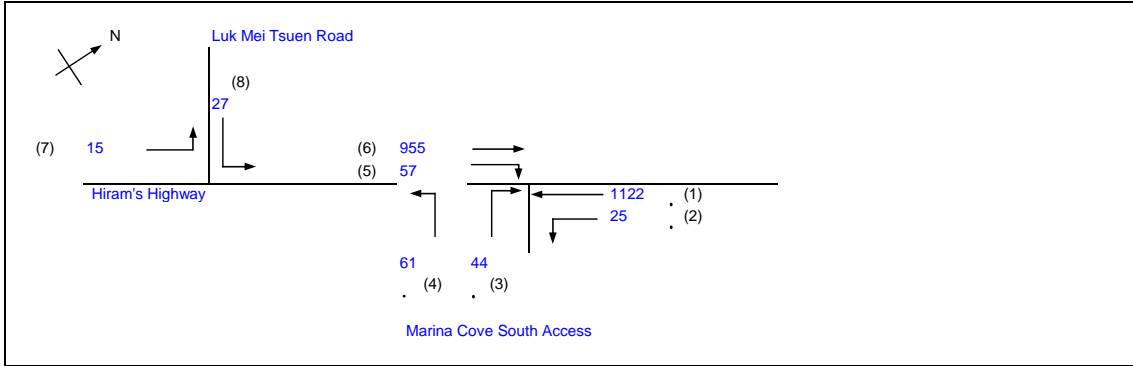 N
Luk Mei Tsuen Road
(8)
27
(7) 15
(6) 955
(5) 57
Hiram's Highway
1122 (1)
25 (2)
61 44
(4) (3)
Marina Cove South Access